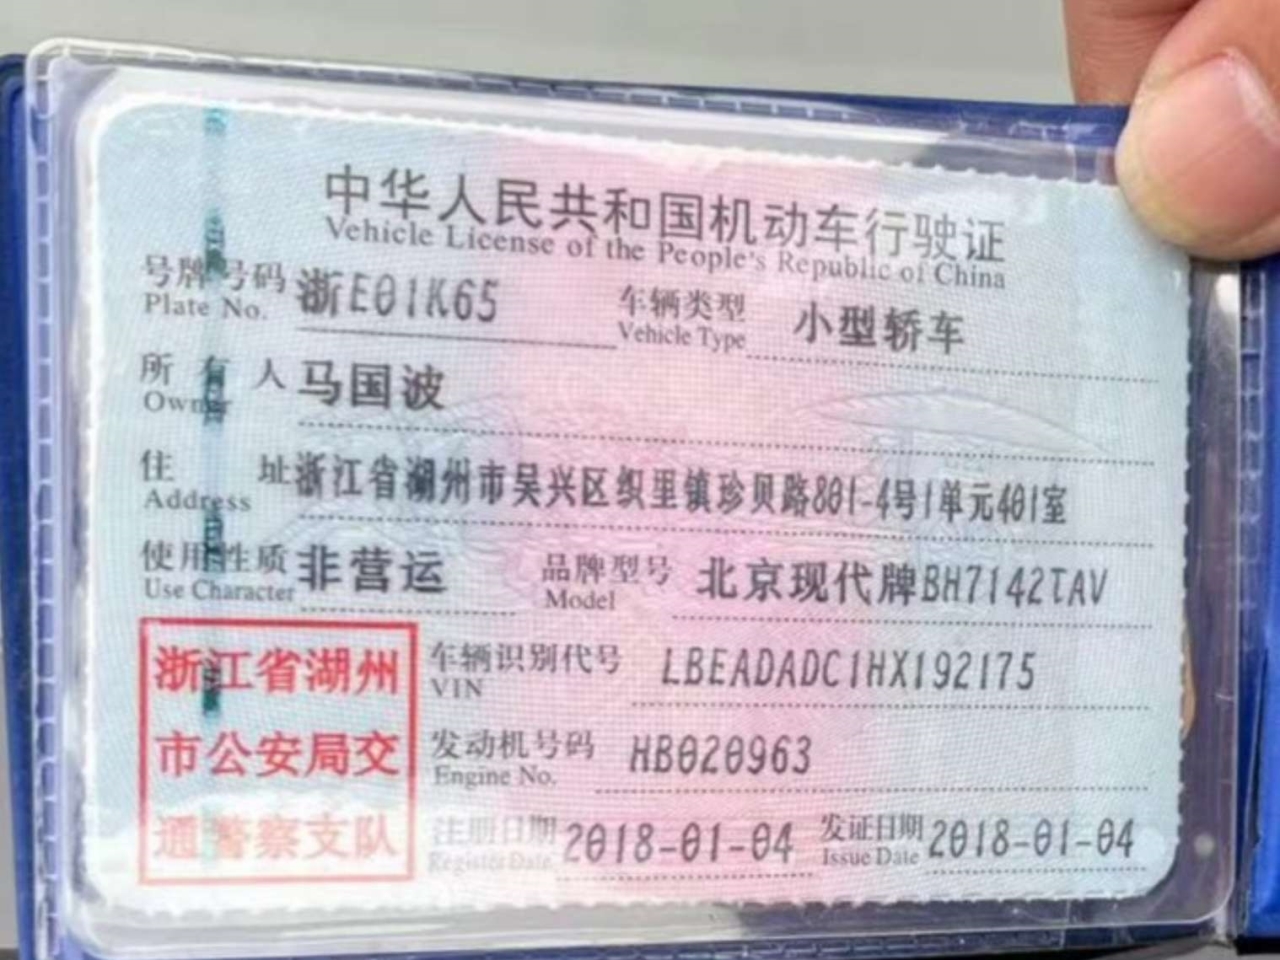 中华人民共和国机动车行驶证
Vehicle License of the People's Republic of China
号牌号码 浙E01K65 车辆类型 小型轿车
Plate No. Vehicle Type
所有人 马国波
Owner
住址 浙江省湖州市吴兴区织里镇珍贝路801-4号1单元401室
Address
使用性质 非营运 品牌型号 北京现代牌BH7142TAV
Use Character Model
浙江省湖州
市公安局交
通警察支队
车辆识别代号 LBEADADC1HX192175
VIN
发动机号码 HB020963
Engine No.
注册日期 2018-01-04 发证日期 2018-01-04
Register Date Issue Date